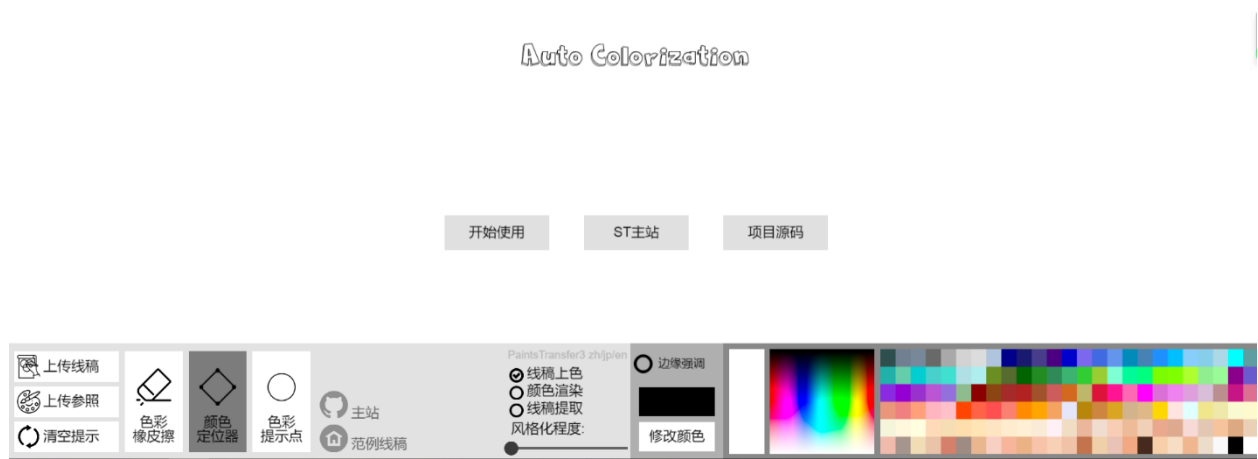 Auto Colorization
开始使用
ST主站
项目源码
上传线稿
上传参照
清空提示
色彩
橡皮擦
颜色
定位器
色彩
提示点
主站
范例线稿
PaintsTransfer3 zh/jp/en
线稿上色
颜色渲染
线稿提取
风格化程度:
边缘强调
修改颜色